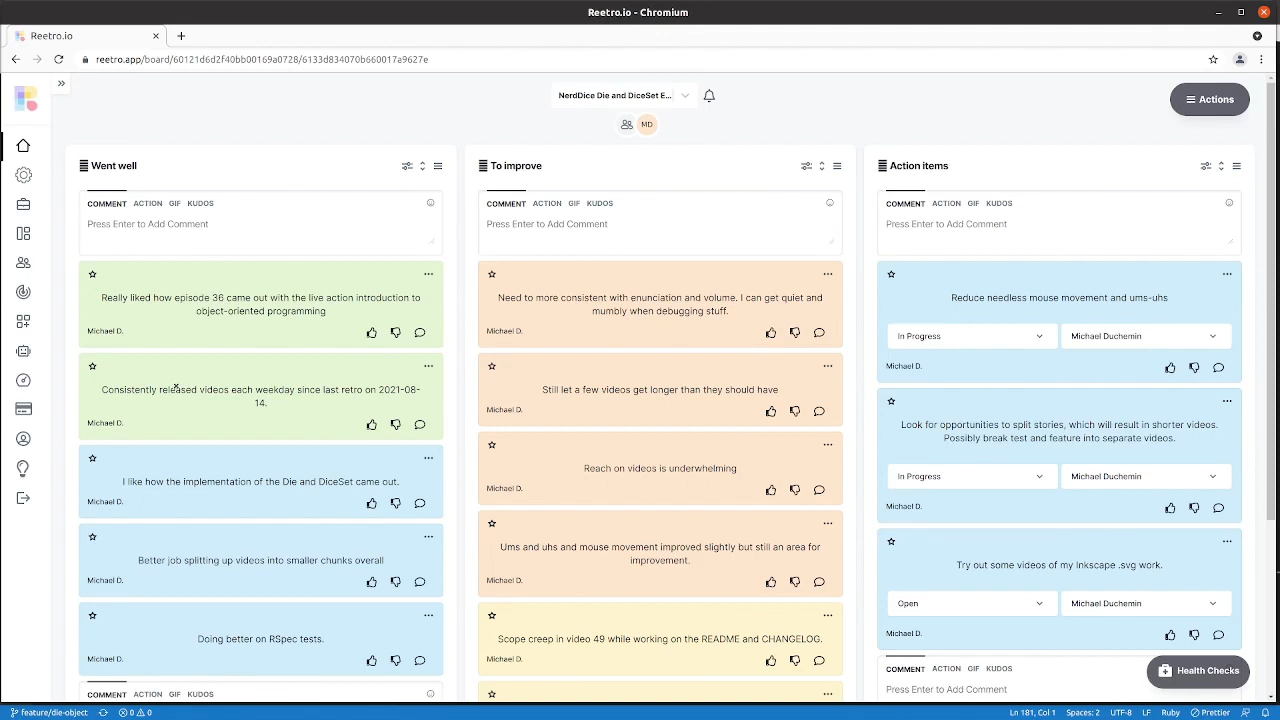 Reetro.io - Chromium
Reetro.io
reetro.app/board/60121d6d2f40bb00169a0728/6133d834070b660017a9627e
NerdDice Die and DiceSet E...
MD
Actions
Went well
COMMENT ACTION GIF KUDOS
Press Enter to Add Comment
Really liked how episode 36 came out with the live action introduction to
object-oriented programming
Michael D.
Consistently released videos each weekday since last retro on 2021-08-
14.
Michael D.
I like how the implementation of the Die and DiceSet came out.
Michael D.
Better job splitting up videos into smaller chunks overall
Michael D.
Doing better on RSpec tests.
Michael D.
COMMENT ACTION GIF KUDOS
To improve
COMMENT ACTION GIF KUDOS
Press Enter to Add Comment
Need to more consistent with enunciation and volume. I can get quiet and
mumbly when debugging stuff.
Michael D.
Still let a few videos get longer than they should have
Michael D.
Reach on videos is underwhelming
Michael D.
Ums and uhs and mouse movement improved slightly but still an area for
improvement.
Michael D.
Scope creep in video 49 while working on the README and CHANGELOG.
Michael D.
Action items
COMMENT ACTION GIF KUDOS
Press Enter to Add Comment
Reduce needless mouse movement and ums-uhs
In Progress Michael Duchemin
Michael D.
Look for opportunities to split stories, which will result in shorter videos.
Possibly break test and feature into separate videos.
In Progress Michael Duchemin
Michael D.
Try out some videos of my Inkscape .svg work.
Open Michael Duchemin
Michael D.
COMMENT ACTION GIF KUDOS
Press Enter to Add Comment
Health Checks
feature/die-object 0 0 Ln 181, Col 1 Spaces: 2 UTF-8 LF Ruby Prettier